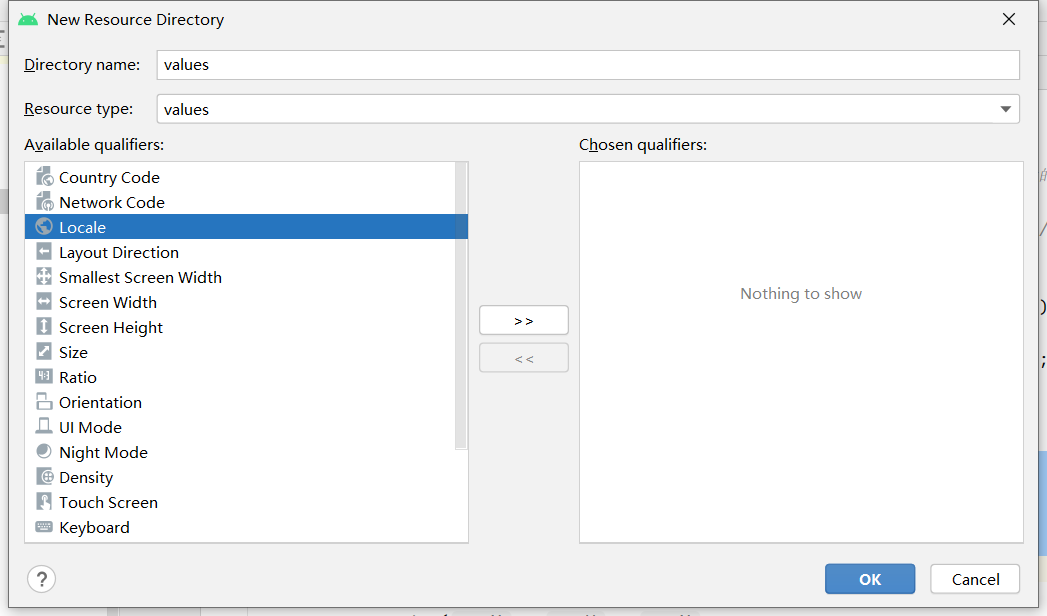 New Resource Directory
Directory name: values
Resource type: values
Available qualifiers:
Chosen qualifiers:
Country Code
Network Code
Locale
Layout Direction
Smallest Screen Width
Screen Width
Screen Height
Size
Ratio
Orientation
UI Mode
Night Mode
Density
Touch Screen
Keyboard
>>
<<
Nothing to show
?
OK
Cancel